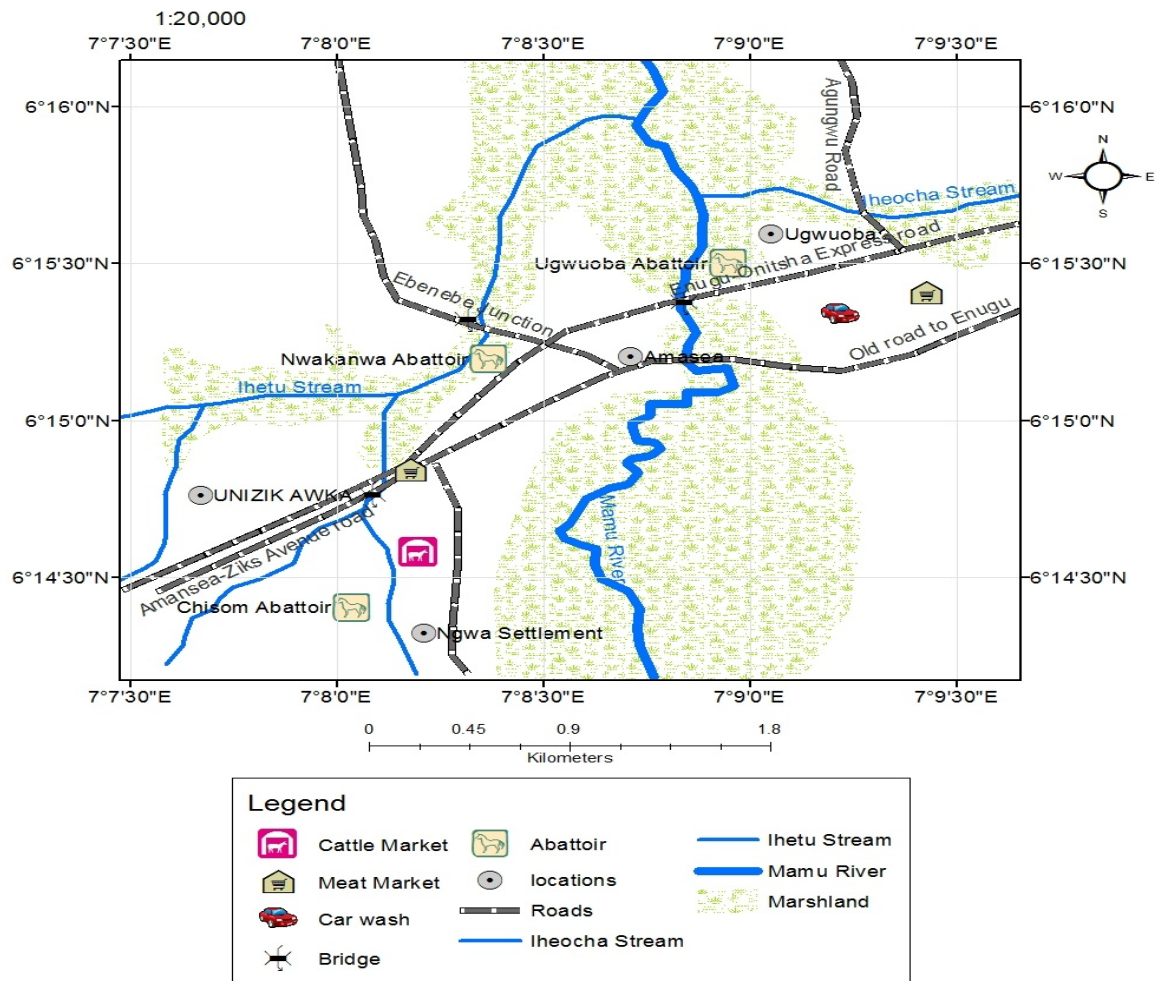 1:20,000
7°7'30"E 7°8'0"E 7°8'30"E 7°9'0"E 7°9'30"E
6°16'0"N 6°16'0"N
Agungwu Road
N
W E
S
Iheocha Stream
Ugwuoba
Enugu-Onitsha Express road
6°15'30"N 6°15'30"N
Ugwuoba Abattoir
Ebenebe Junction
Old road to Enugu
Nwakanwa Abattoir
Amasea
Ihetu Stream
6°15'0"N 6°15'0"N
UNIZIK AWKA
Amansea-Ziks Avenue road
Mamu River
6°14'30"N 6°14'30"N
Chisom Abattoir
Ngwa Settlement
7°7'30"E 7°8'0"E 7°8'30"E 7°9'0"E 7°9'30"E
0 0.45 0.9 1.8
Kilometers
Legend
Cattle Market
Meat Market
Car wash
Bridge
Abattoir
locations
Roads
Iheocha Stream
Ihetu Stream
Mamu River
Marshland